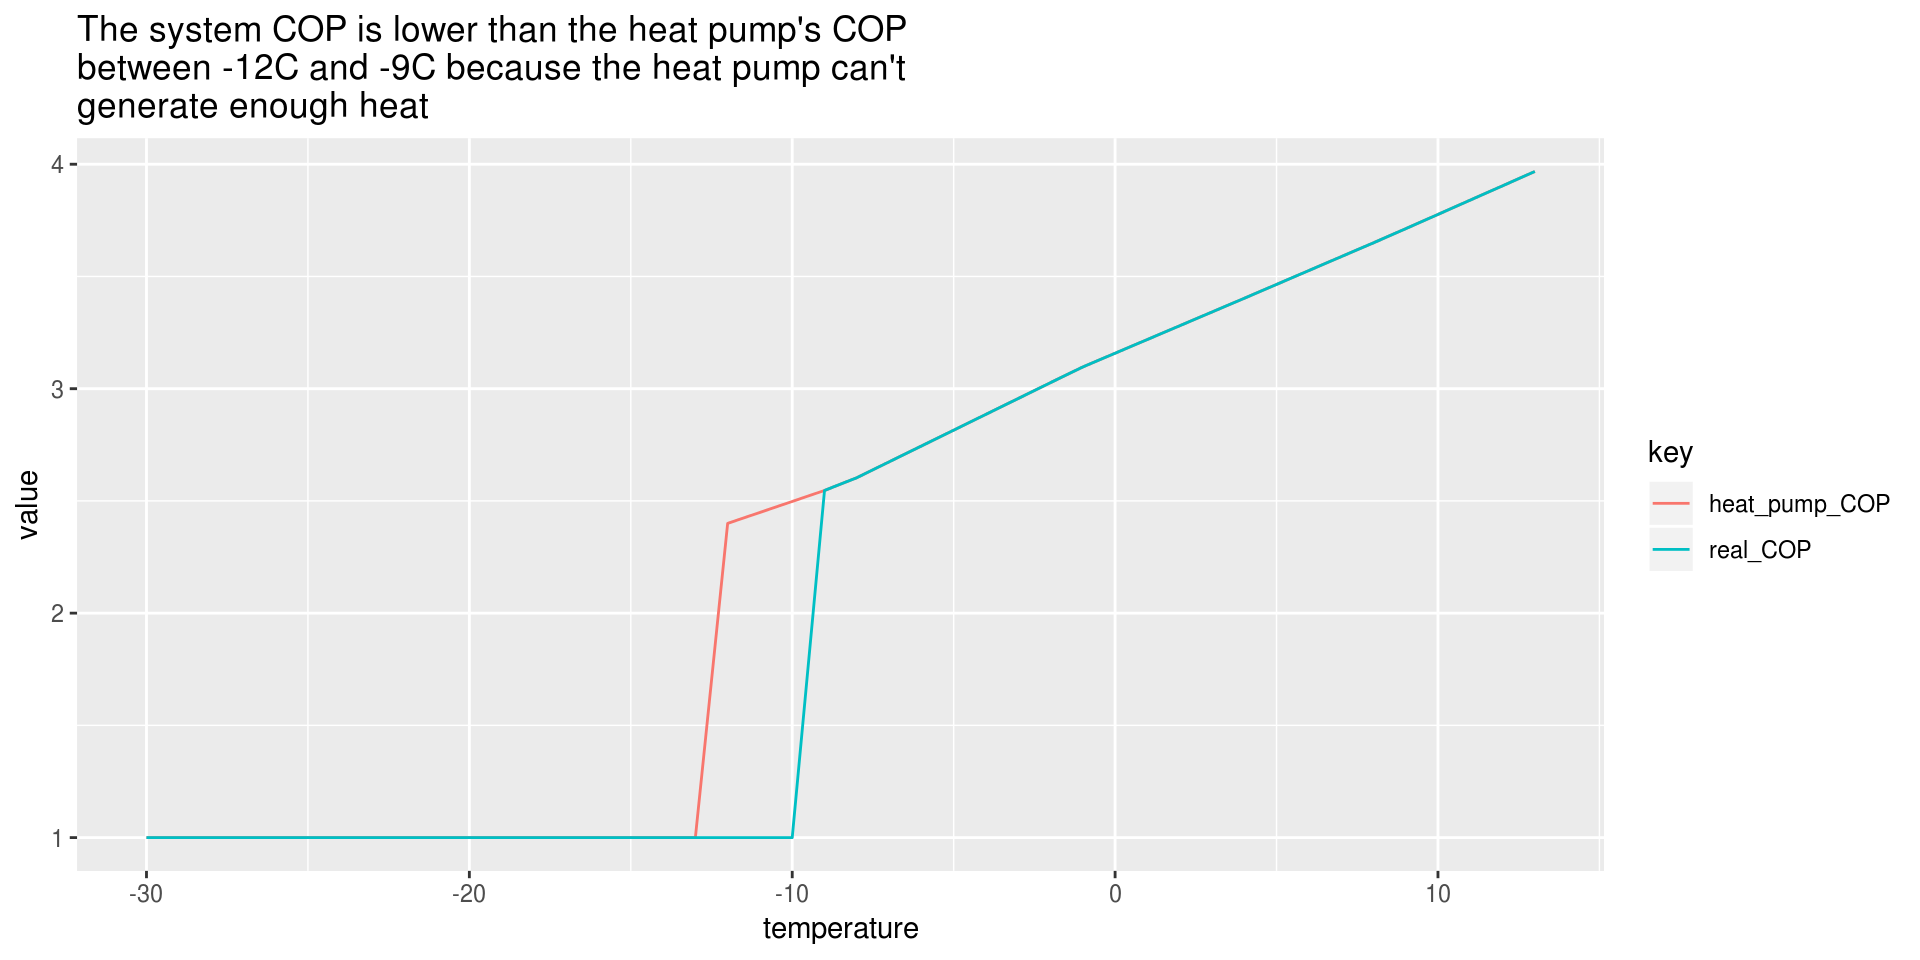 The system COP is lower than the heat pump's COP
between -12C and -9C because the heat pump can't
generate enough heat
4
3
2
1
value
-30
-20
-10
0
10
temperature
key
heat_pump_COP
real_COP